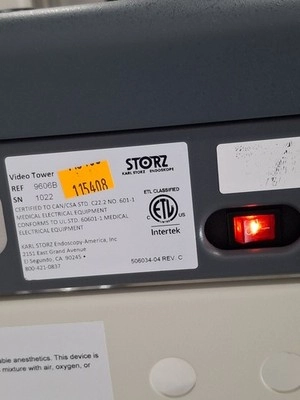 STORZ
KARL STORZ ENDOSKOPE
Video Tower
REF 9606B
SN 1022
115408
CERTIFIED TO CAN/CSA STD. C22.2 NO. 601-1
MEDICAL ELECTRICAL EQUIPMENT
CONFORMS TO UL STD. 60601-1 MEDICAL
ELECTRICAL EQUIPMENT
ETL CLASSIFIED
C ETL US
Intertek
KARL STORZ Endoscopy-America, Inc
2151 East Grand Avenue
El Segundo, CA 90245
800-421-0837
506034-04 REV. C
able anesthetics. This device is
mixture with air, oxygen, or